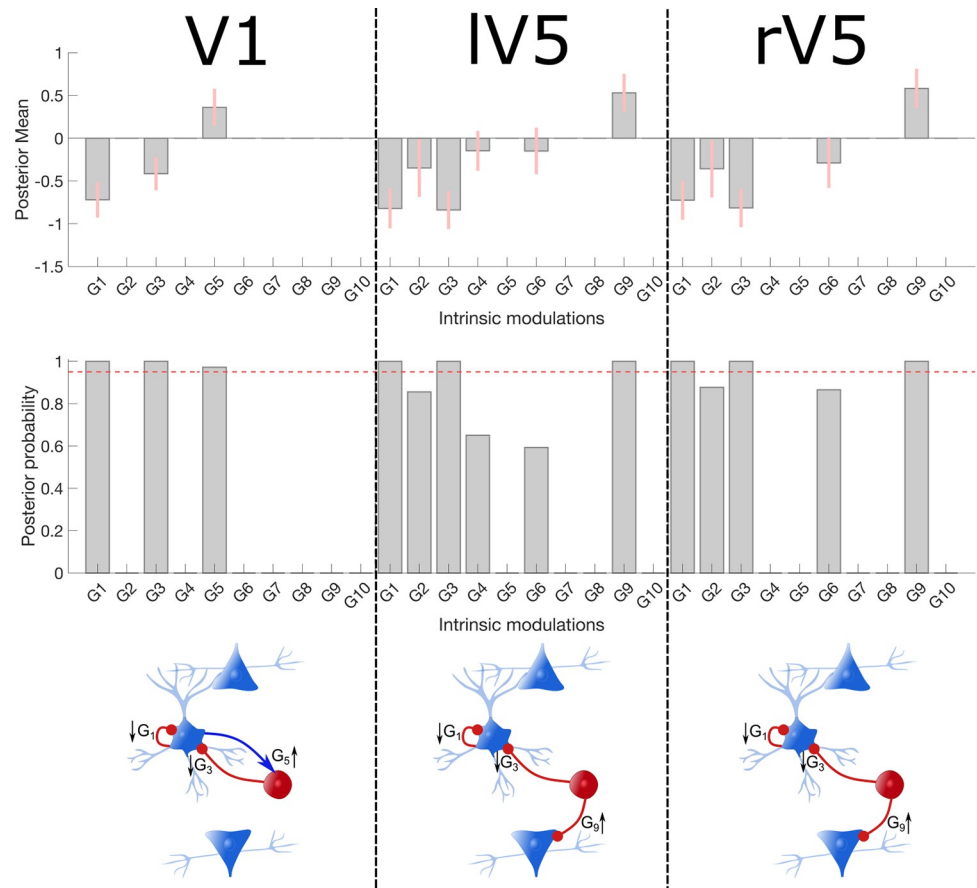 V1 lV5 rV5
Posterior Mean
1
0.5
0
-0.5
-1
-1.5
G1 G2 G3 G4 G5 G6 G7 G8 G9 G10 G1 G2 G3 G4 G6 G7 G8 G9 G10 G1 G2 G3 G4 G6 G7 G8 G9 G10
Intrinsic modulations Intrinsic modulations
Posterior probability
1
0.8
0.6
0.4
0.2
0
G1 G2 G3 G4 G5 G6 G7 G8 G9 G10 G1 G2 G3 G4 G6 G7 G8 G9 G10 G1 G2 G3 G4 G6 G7 G8 G9 G10
Intrinsic modulations Intrinsic modulations
↓G₁ ↓G₁ ↓G₁
G₅↑
↓G₃ ↓G₃ ↓G₃
G₉↑ G₉↑